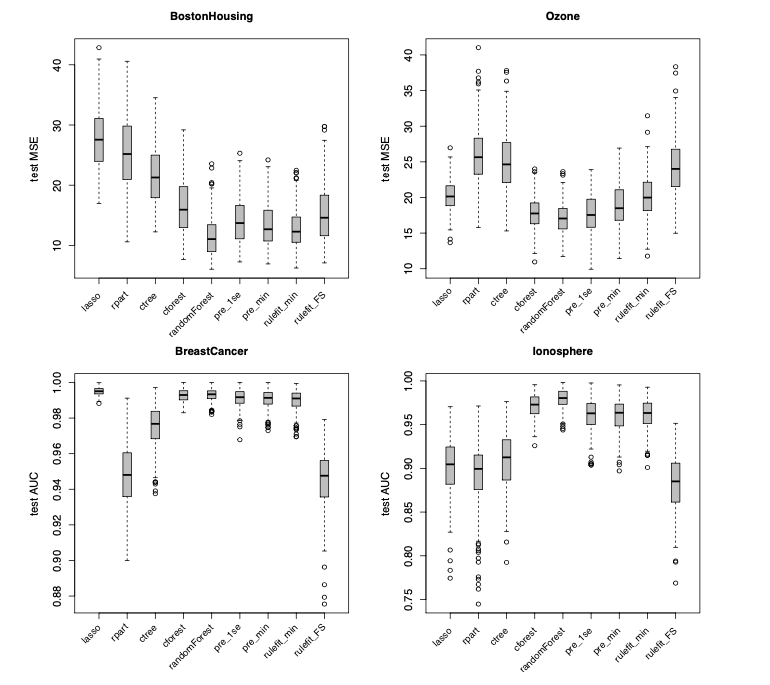 BostonHousing
test MSE
40
30
20
10
lasso
rpart
ctree
cforest
randomForest
pre_1se
pre_min
rulefit_min
rulefit_FS
Ozone
test MSE
40
35
30
25
20
15
10
lasso
rpart
ctree
cforest
randomForest
pre_1se
pre_min
rulefit_min
rulefit_FS
BreastCancer
test AUC
1.00
0.98
0.96
0.94
0.92
0.90
0.88
lasso
rpart
ctree
cforest
randomForest
pre_1se
pre_min
rulefit_min
rulefit_FS
Ionosphere
test AUC
1.00
0.95
0.90
0.85
0.80
0.75
lasso
rpart
ctree
cforest
randomForest
pre_1se
pre_min
rulefit_min
rulefit_FS